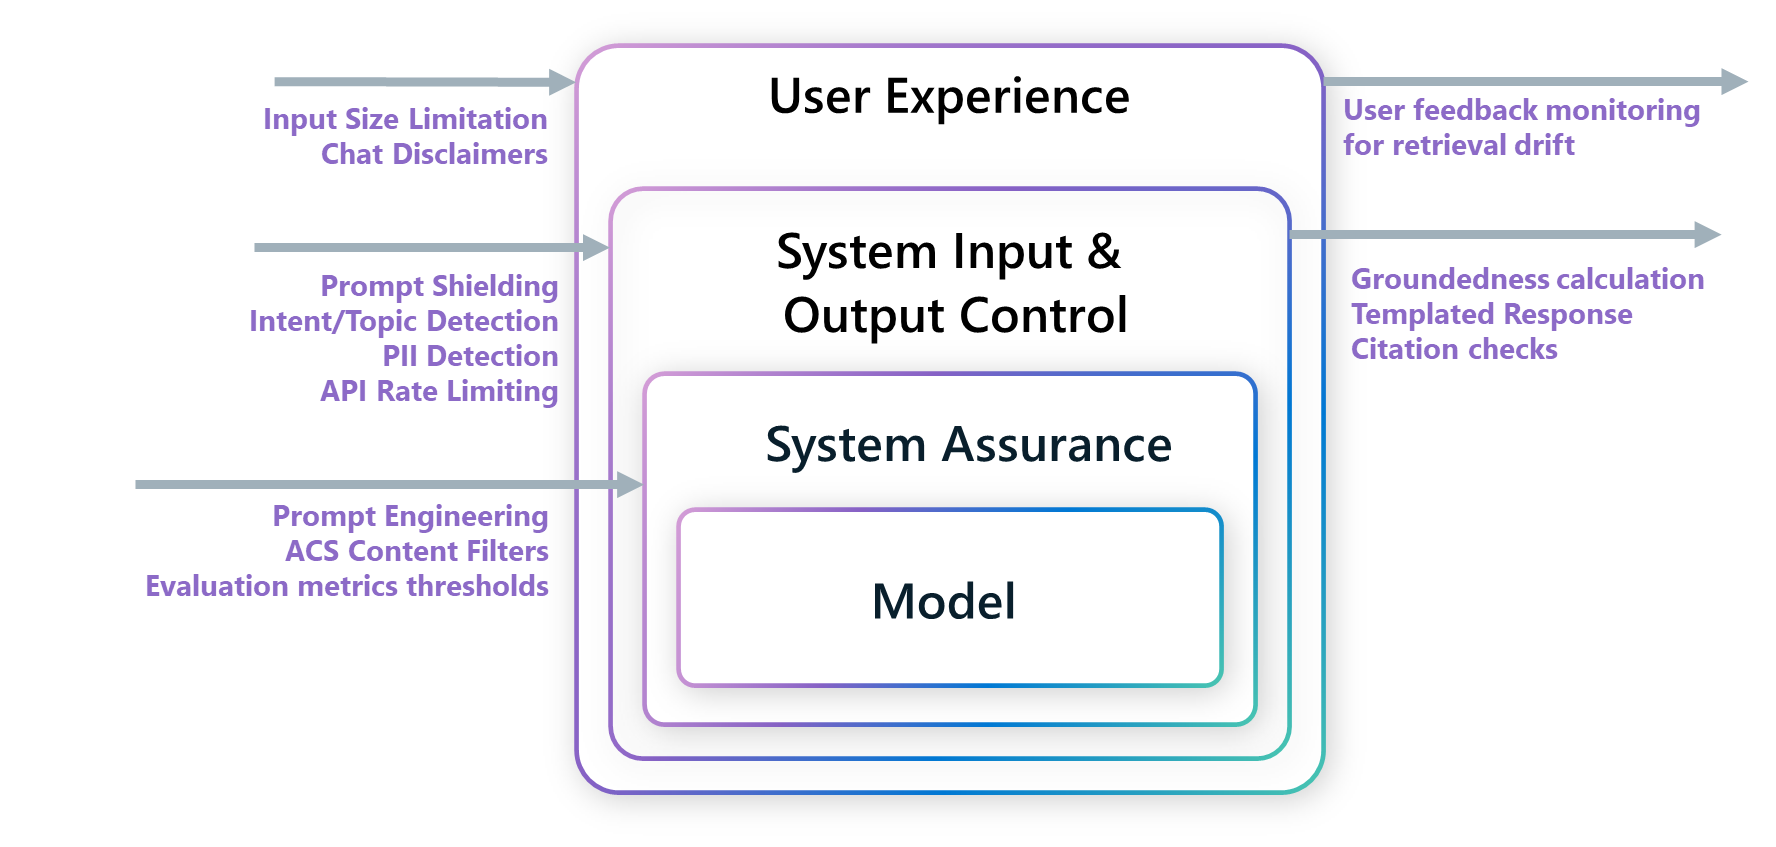 User Experience
Input Size Limitation
Chat Disclaimers
User feedback monitoring
for retrieval drift
System Input &
Output Control
Prompt Shielding
Intent/Topic Detection
PII Detection
API Rate Limiting
Groundedness calculation
Templated Response
Citation checks
System Assurance
Prompt Engineering
ACS Content Filters
Evaluation metrics thresholds
Model